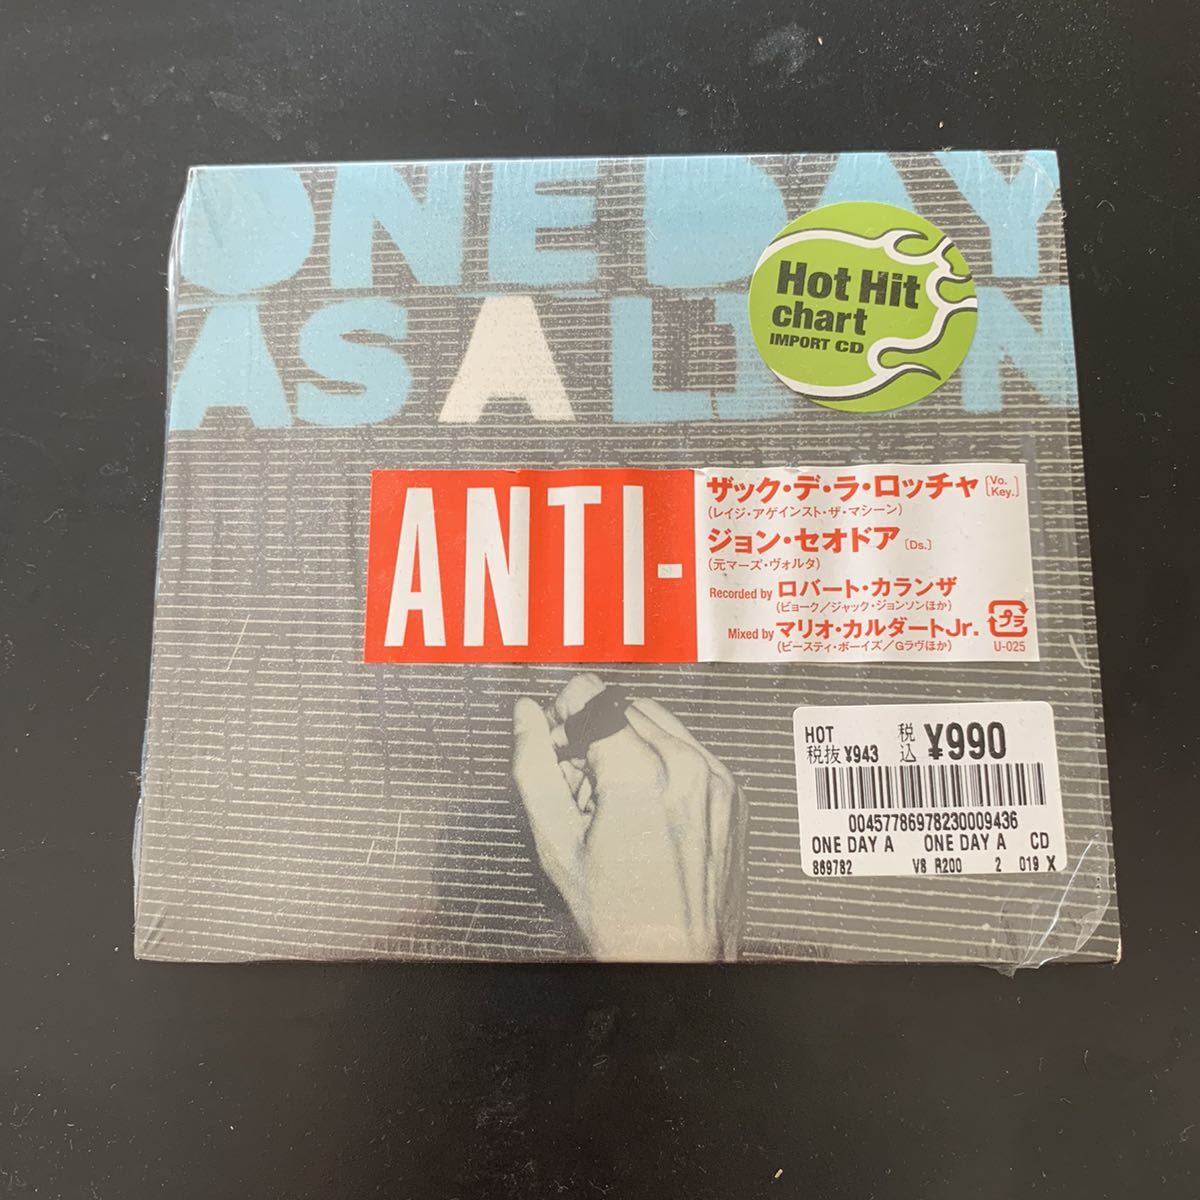 ONE DAY
AS A LION
Hot Hit
chart
IMPORT CD
ANTI-
ザック・デ・ラ・ロッチャ [Vo. Key.]
(レイジ・アゲインスト・ザ・マシーン)
ジョン・セオドア [Ds.]
(元マーズ・ヴォルタ)
Recorded by ロバート・カランザ
(ビョーク/ジャック・ジョンソンほか)
Mixed by マリオ・カルダートJr.
(ビースティ・ボーイズ/Gラヴほか)
プラ
U-025
HOT 税込 ¥990
税抜 ¥943
00457786978230009436
ONE DAY A ONE DAY A CD
869782 V8 R200 2 019 X